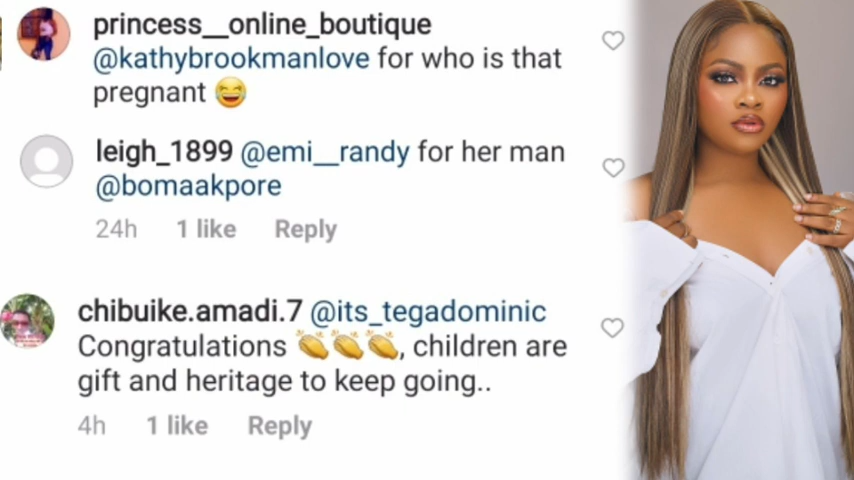 princess__online_boutique
@kathybrookmanlove for who is that
pregnant 😂
leigh_1899 @emi__randy for her man
@bomaakpore
24h 1 like Reply
chibuike.amadi.7 @its_tegadominic
Congratulations 👏👏👏, children are
gift and heritage to keep going..
4h 1 like Reply